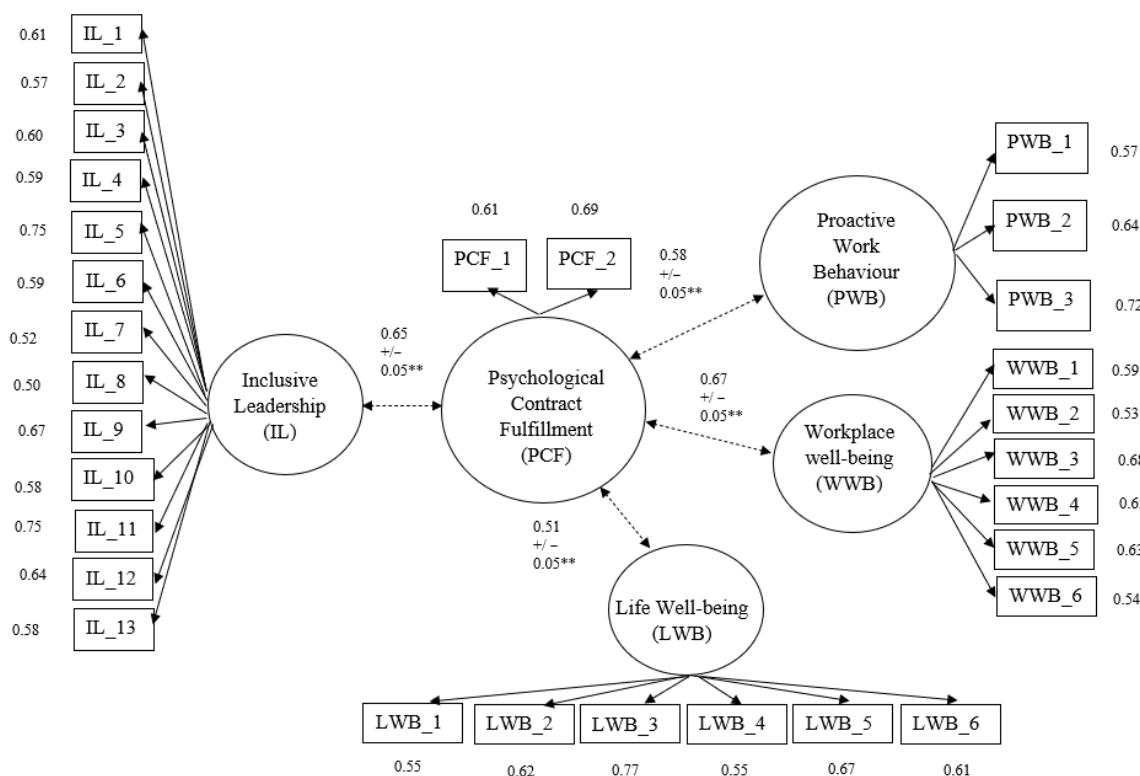 0.61 IL_1
0.57 IL_2
0.60 IL_3
0.59 IL_4
0.75 IL_5
0.59 IL_6
0.52 IL_7
0.50 IL_8
0.67 IL_9
0.58 IL_10
0.75 IL_11
0.64 IL_12
0.58 IL_13
Inclusive
Leadership
(IL)
0.65
+/–
0.05**
0.61 0.69
PCF_1 PCF_2
Psychological
Contract
Fulfillment
(PCF)
0.58
+/–
0.05**
0.67
+/ –
0.05**
0.51
+/ –
0.05**
Proactive
Work
Behaviour
(PWB)
PWB_1 0.57
PWB_2 0.64
PWB_3 0.72
Workplace
well-being
(WWB)
WWB_1 0.59
WWB_2 0.53
WWB_3 0.68
WWB_4
WWB_5 0.63
WWB_6 0.54
Life Well-being
(LWB)
LWB_1 LWB_2 LWB_3 LWB_4 LWB_5 LWB_6
0.55 0.62 0.77 0.55 0.67 0.61